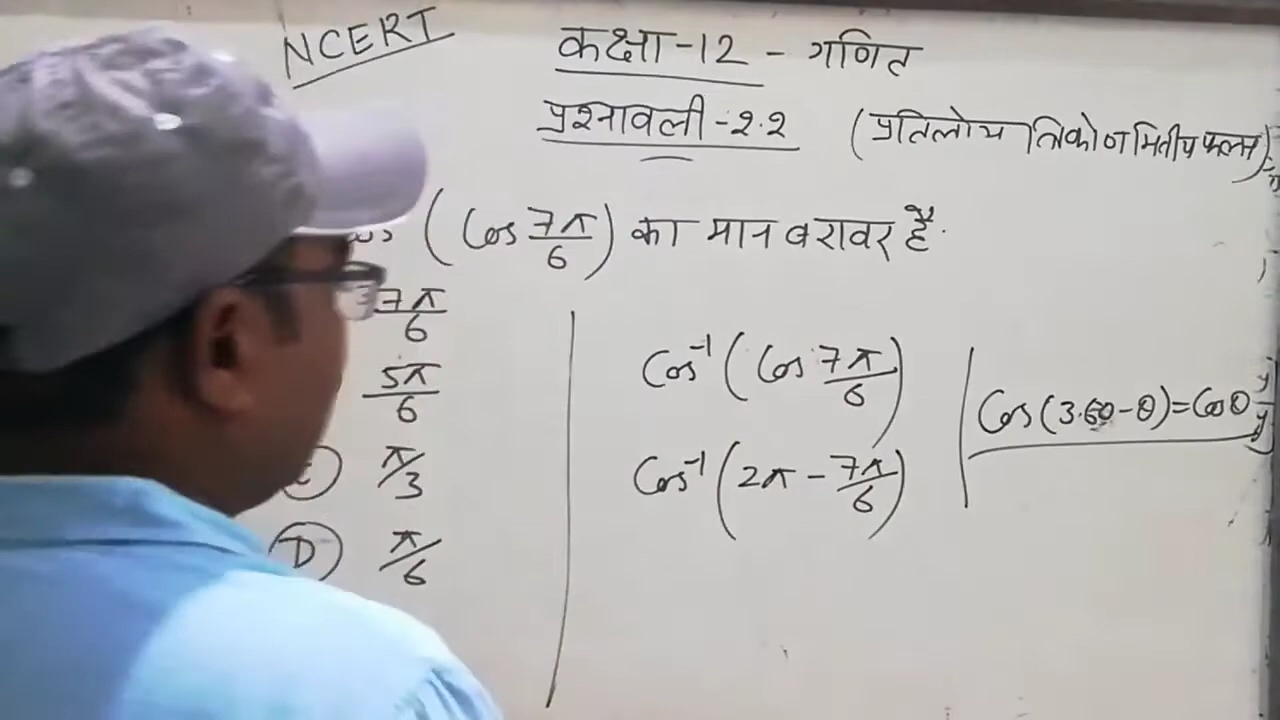 NCERT
कक्षा-12 - गणित
प्रश्नावली-2.2 (प्रतिलोम त्रिकोणमितीय फलन)
(Cos 7π/6) का मान बराबर है.
7π/6
5π/6
π/3
D π/6
Cos⁻¹(Cos 7π/6)
Cos⁻¹(2π - 7π/6)
Cos(360-θ)=Cosθ